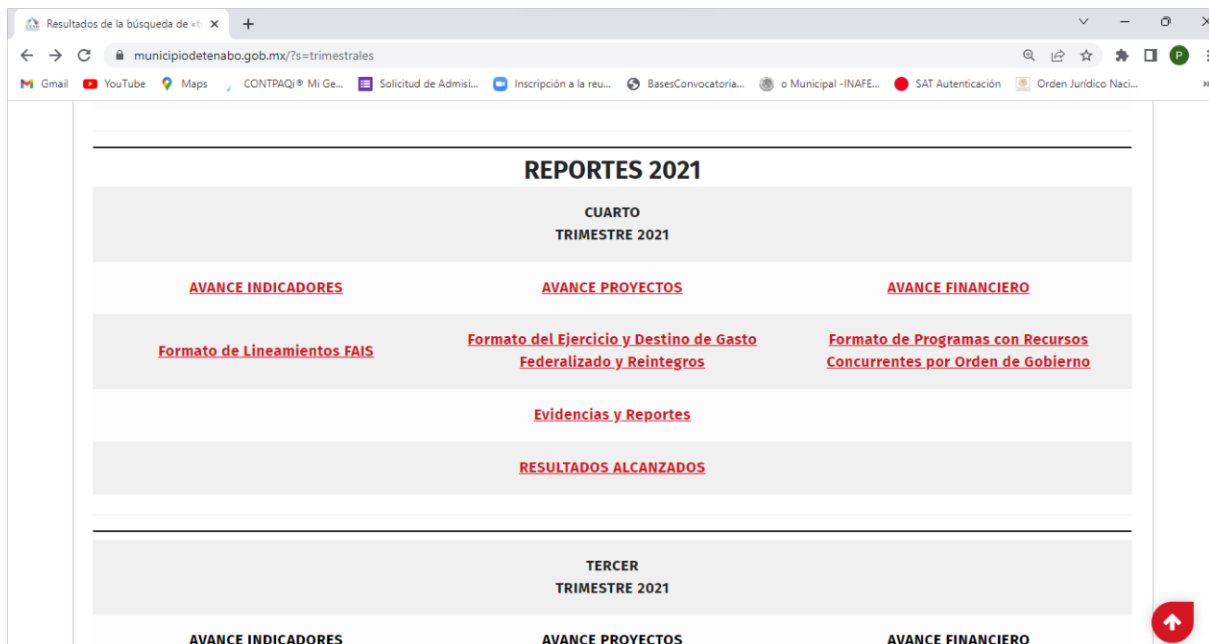 Resultados de la búsqueda de «t
municipiodetenabo.gob.mx/?s=trimestrales
P
Gmail YouTube Maps CONTPAQi® Mi Ge... Solicitud de Admisi... Inscripción a la reu... BasesConvocatoria... o Municipal -INAFE... SAT Autenticación Orden Jurídico Naci... »
REPORTES 2021
CUARTO
TRIMESTRE 2021
AVANCE INDICADORES AVANCE PROYECTOS AVANCE FINANCIERO
Formato de Lineamientos FAIS
Formato del Ejercicio y Destino de Gasto
Federalizado y Reintegros
Formato de Programas con Recursos
Concurrentes por Orden de Gobierno
Evidencias y Reportes
RESULTADOS ALCANZADOS
TERCER
TRIMESTRE 2021
AVANCE INDICADORES AVANCE PROYECTOS AVANCE FINANCIERO